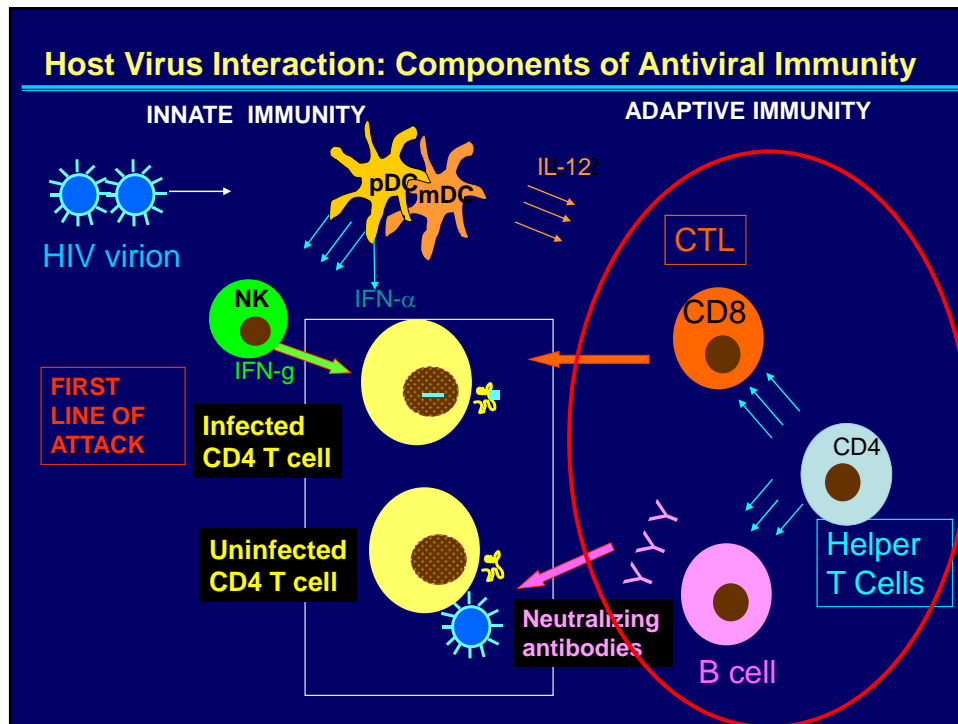 Host Virus Interaction: Components of Antiviral Immunity
INNATE IMMUNITY
ADAPTIVE IMMUNITY
pDC
mDC
IL-12
HIV virion
CTL
NK
IFN-α
CD8
IFN-g
FIRST
LINE OF
ATTACK
Infected
CD4 T cell
CD4
Uninfected
CD4 T cell
Helper
T Cells
Neutralizing
antibodies
B cell